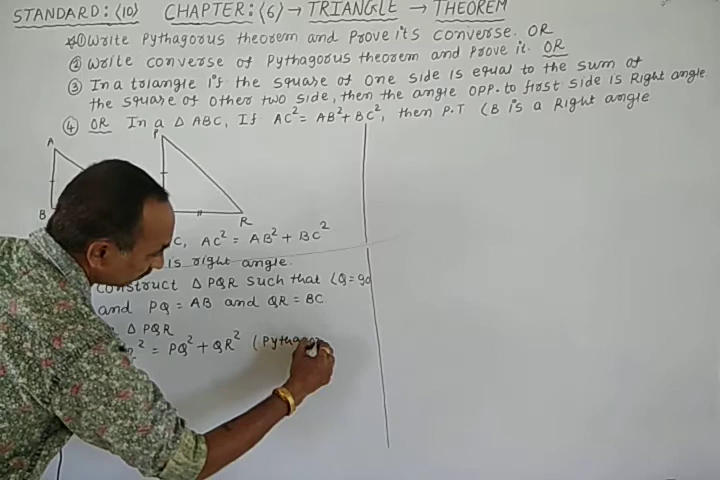 STANDARD: <10> CHAPTER: <6> → TRIANGLE → THEOREM
① Write Pythagorus theorem and Prove it's converse. OR
② Write converse of Pythagorus theorem and Prove it. OR
③ In a triangle if the square of one side is equal to the sum of
the square of other two side, then the angle opp. to first side is Right angle.
④ OR In a △ ABC, If AC² = AB² + BC², then P.T ∠B is a Right angle
A
P
B
R
C, AC² = AB² + BC²
is right angle.
construct △ PQR such that ∠Q = 90
and PQ = AB and QR = BC
△ PQR
² = PQ² + QR² (Pythago